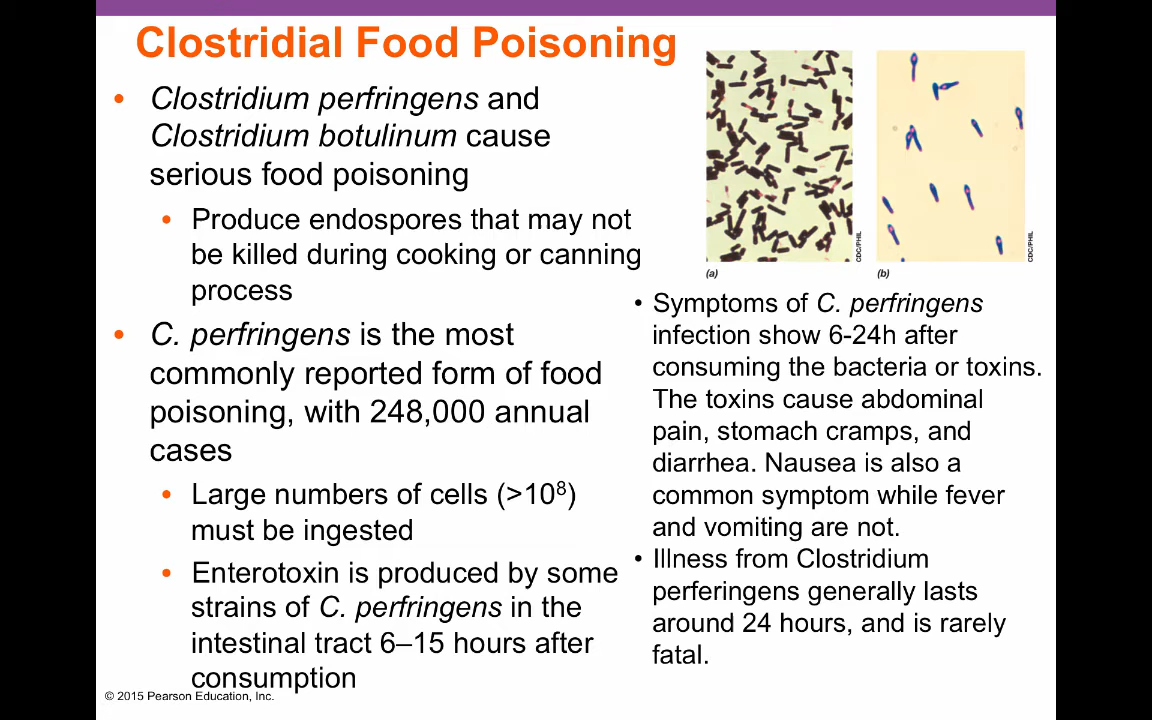 Clostridial Food Poisoning
• Clostridium perfringens and
Clostridium botulinum cause
serious food poisoning
• Produce endospores that may not
be killed during cooking or canning
process
• C. perfringens is the most
commonly reported form of food
poisoning, with 248,000 annual
cases
• Large numbers of cells (>10⁸)
must be ingested
• Enterotoxin is produced by some
strains of C. perfringens in the
intestinal tract 6–15 hours after
consumption
© 2015 Pearson Education, Inc.
CDC/PHIL
(a)
CDC/PHIL
(b)
• Symptoms of C. perfringens
infection show 6-24h after
consuming the bacteria or toxins.
The toxins cause abdominal
pain, stomach cramps, and
diarrhea. Nausea is also a
common symptom while fever
and vomiting are not.
• Illness from Clostridium
perferingens generally lasts
around 24 hours, and is rarely
fatal.